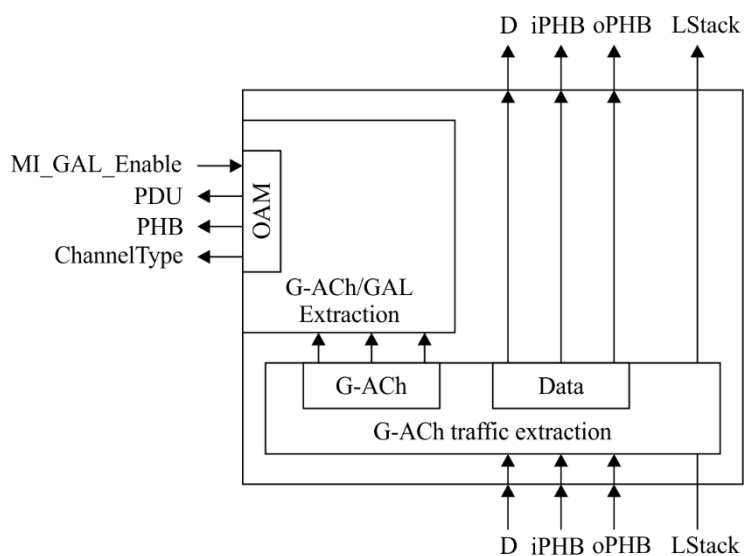 D iPHB oPHB LStack
MI_GAL_Enable
PDU
PHB
ChannelType
OAM
G-ACh/GAL
Extraction
G-ACh
Data
G-ACh traffic extraction
D iPHB oPHB LStack